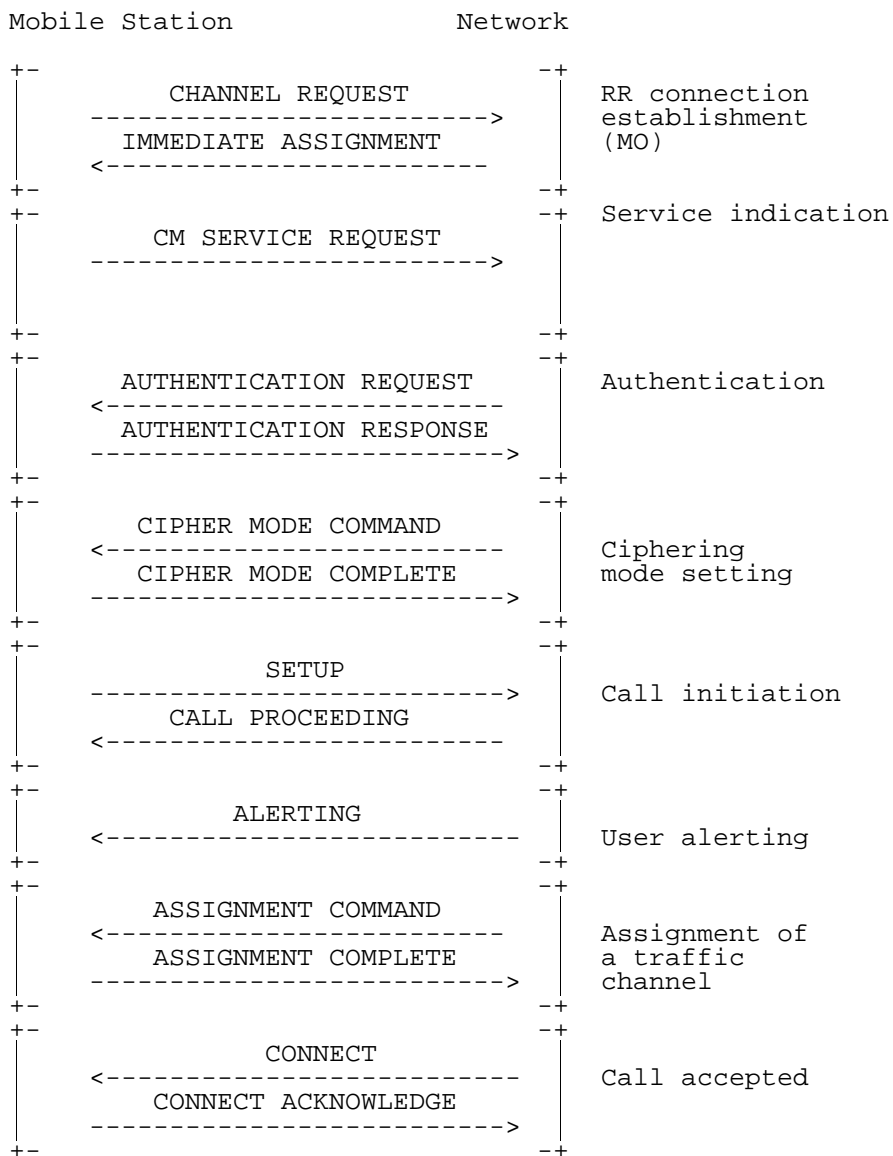 Mobile Station Network
CHANNEL REQUEST RR connection
establishment
IMMEDIATE ASSIGNMENT (MO)
Service indication
CM SERVICE REQUEST
AUTHENTICATION REQUEST Authentication
AUTHENTICATION RESPONSE
CIPHER MODE COMMAND
Ciphering
CIPHER MODE COMPLETE mode setting
SETUP
Call initiation
CALL PROCEEDING
ALERTING
User alerting
ASSIGNMENT COMMAND
Assignment of
ASSIGNMENT COMPLETE a traffic
channel
CONNECT
Call accepted
CONNECT ACKNOWLEDGE